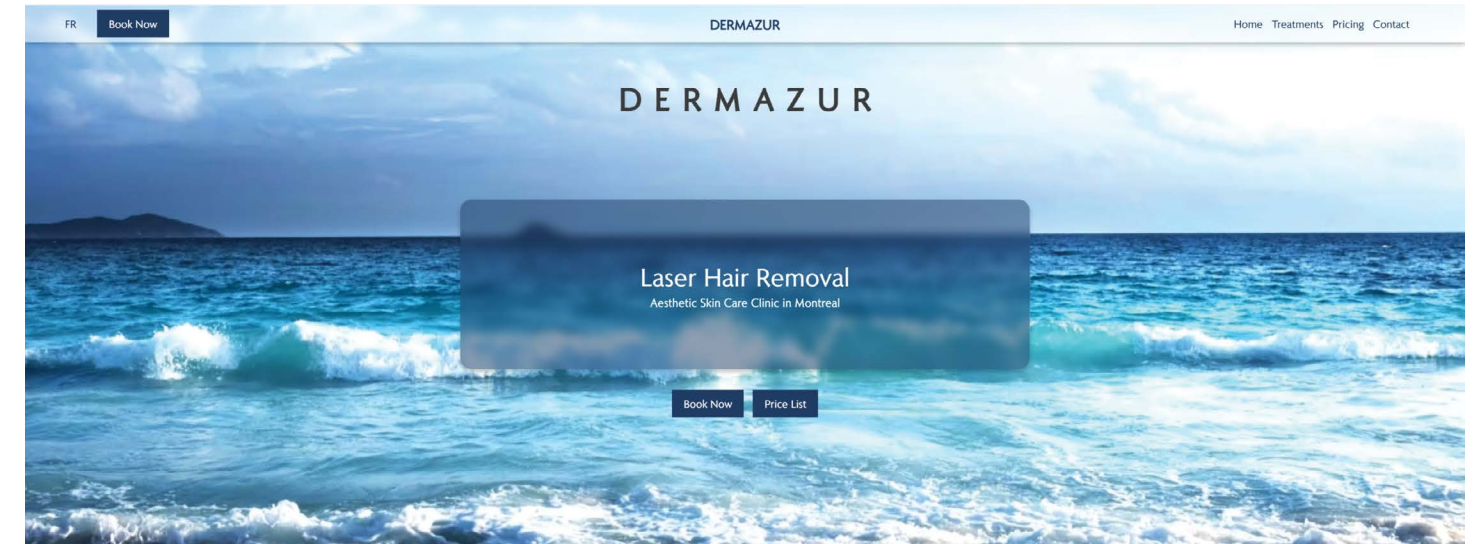 FR Book Now DERMAZUR Home Treatments Pricing Contact
DERMAZUR
Laser Hair Removal
Aesthetic Skin Care Clinic in Montreal
Book Now Price List